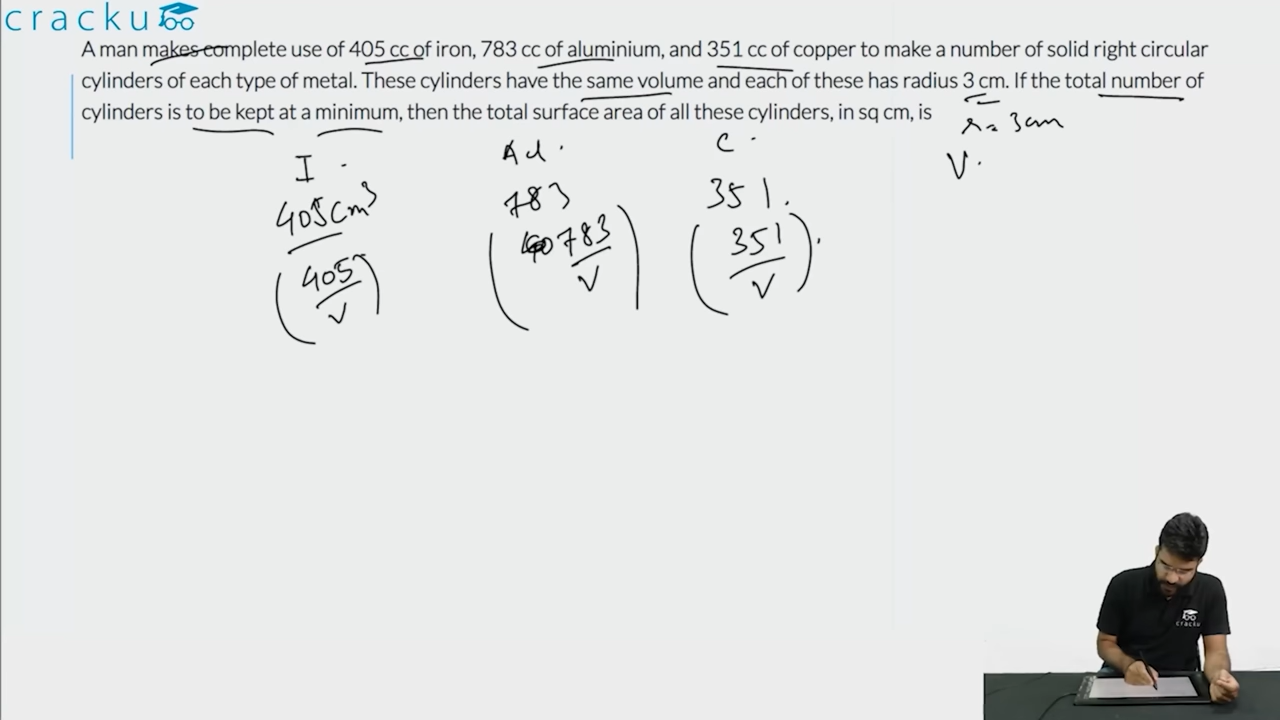 cracku
A man makes complete use of 405 cc of iron, 783 cc of aluminium, and 351 cc of copper to make a number of solid right circular
cylinders of each type of metal. These cylinders have the same volume and each of these has radius 3 cm. If the total number of
cylinders is to be kept at a minimum, then the total surface area of all these cylinders, in sq cm, is
r = 3cm
V.
I . Al . C .
405cm³ 783 351.
(405/V) (783/V) (351/V).
cracku